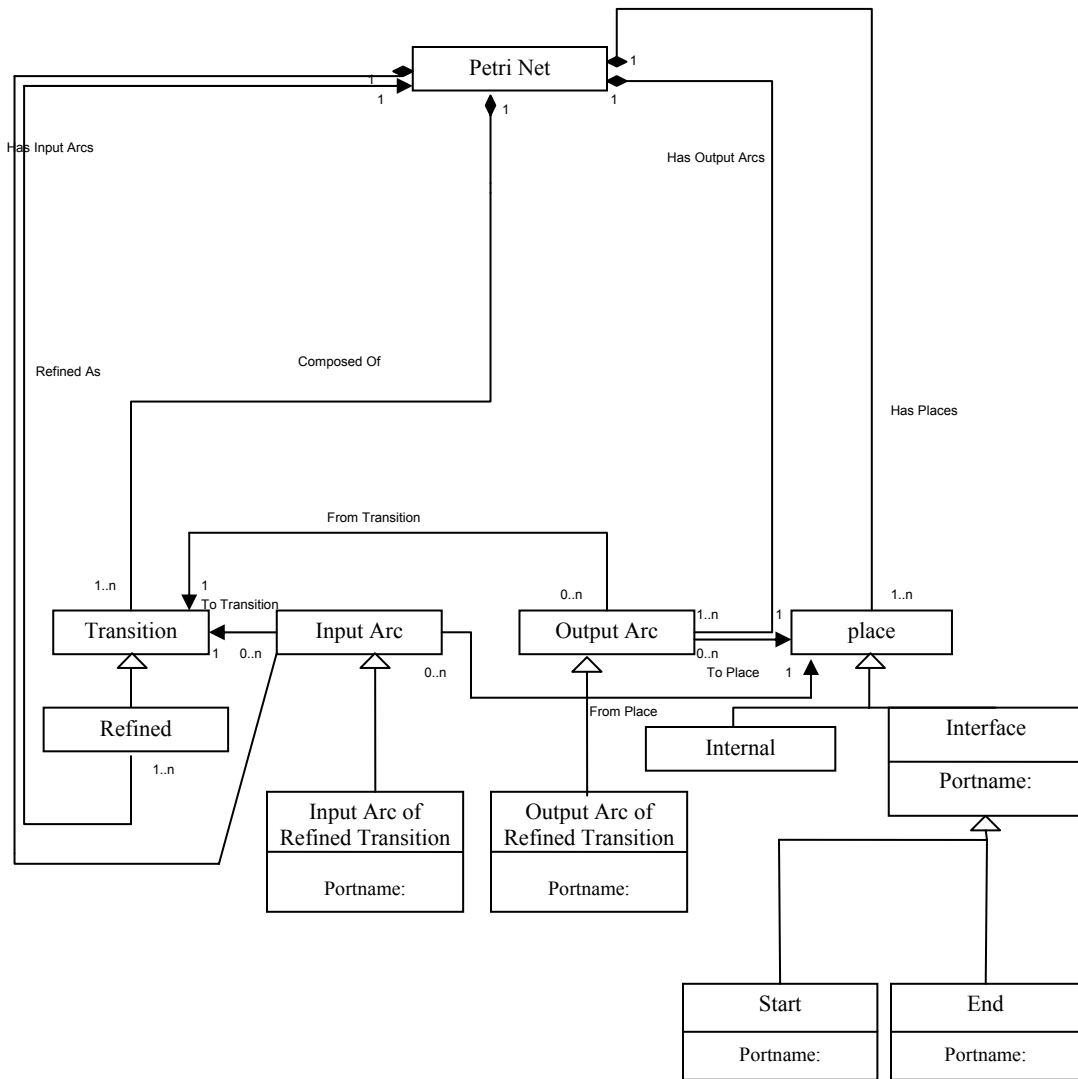 Petri Net
1
1
1
1
1
Has Input Arcs
Has Output Arcs
Refined As
Composed Of
Has Places
From Transition
1..n
1
To Transition
0..n
1..n
1
1..n
Transition
Input Arc
Output Arc
place
1
0..n
0..n
0..n
To Place
1
From Place
Refined
1..n
Internal
Interface
Portname:
Input Arc of
Refined Transition
Portname:
Output Arc of
Refined Transition
Portname:
Start
Portname:
End
Portname: